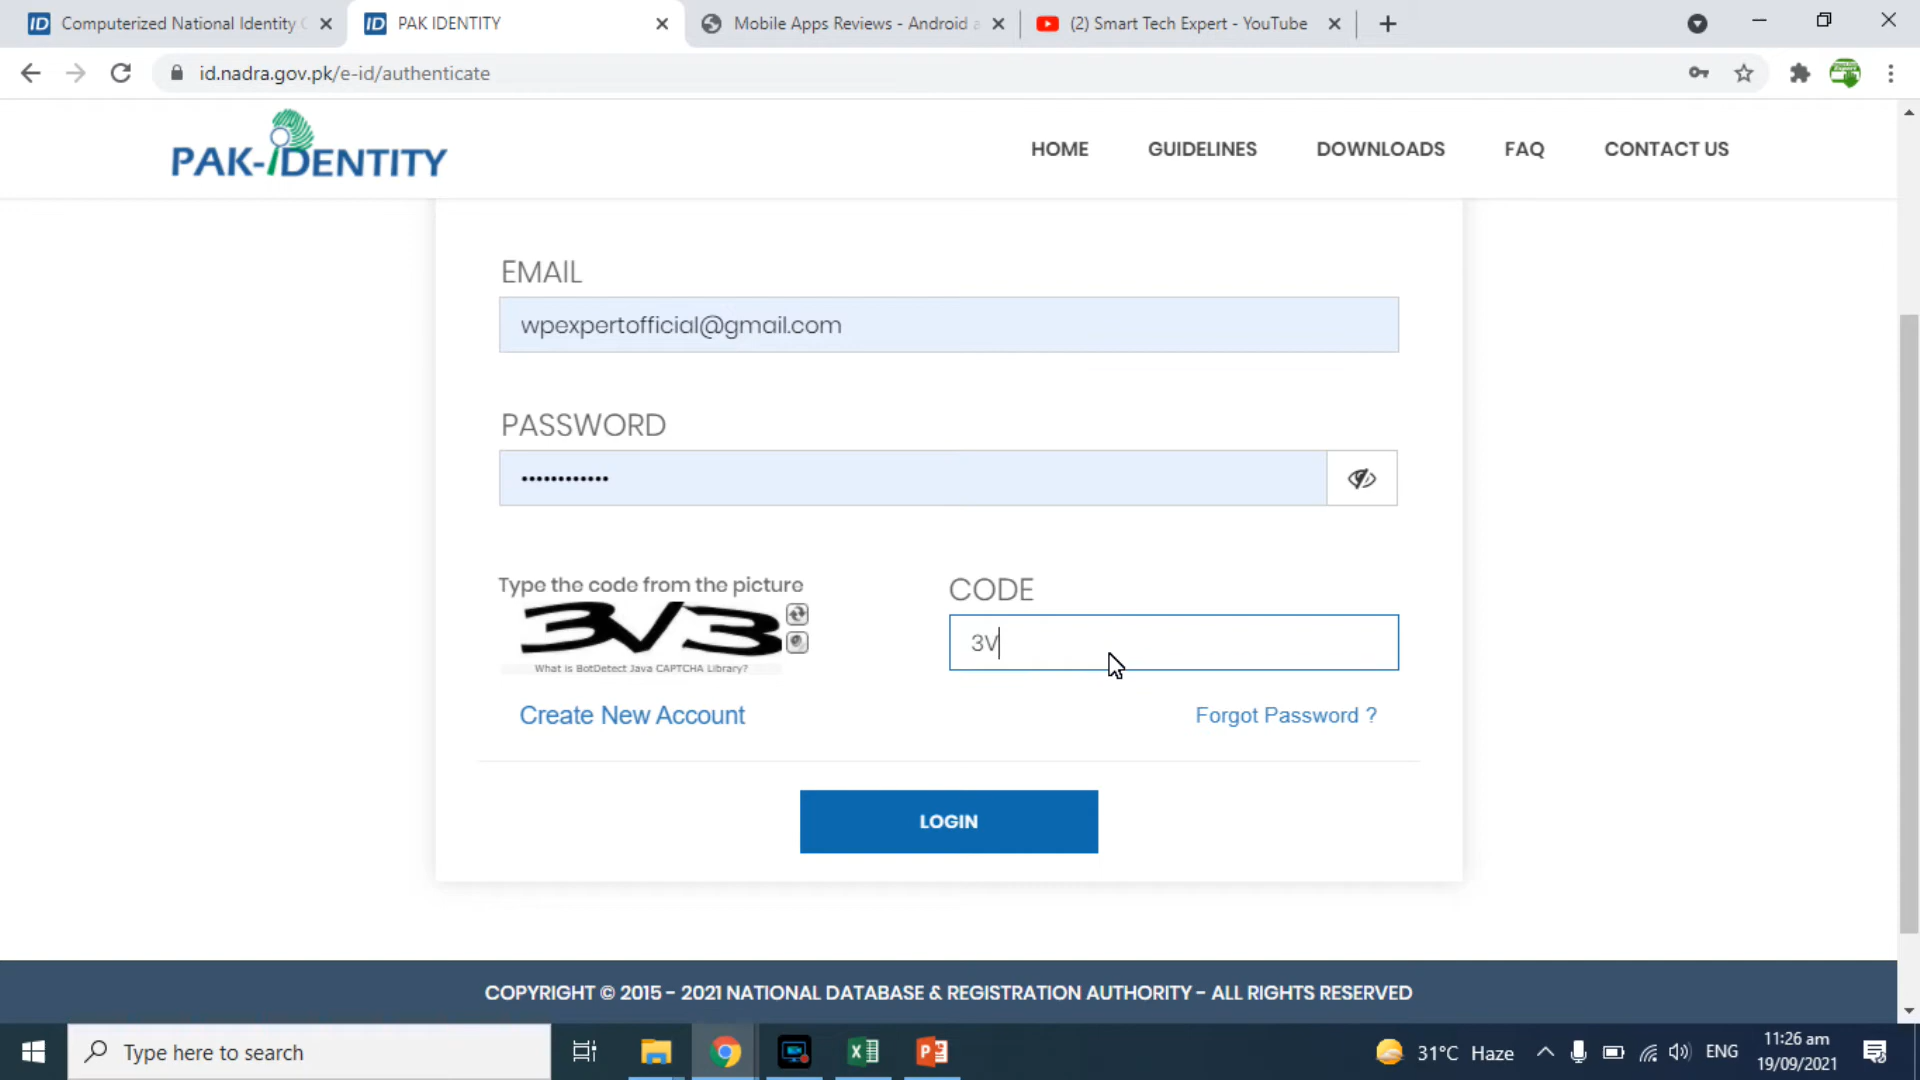 Computerized National Identity C
PAK IDENTITY
Mobile Apps Reviews - Android a
(2) Smart Tech Expert - YouTube
id.nadra.gov.pk/e-id/authenticate
PAK-IDENTITY
HOME
GUIDELINES
DOWNLOADS
FAQ
CONTACT US
EMAIL
wpexpertofficial@gmail.com
PASSWORD
••••••••••••
Type the code from the picture
3V3
What is BotDetect Java CAPTCHA Library?
CODE
3V
Create New Account
Forgot Password ?
LOGIN
COPYRIGHT © 2015 - 2021 NATIONAL DATABASE & REGISTRATION AUTHORITY - ALL RIGHTS RESERVED
Type here to search
31°C Haze
ENG
11:26 am
19/09/2021